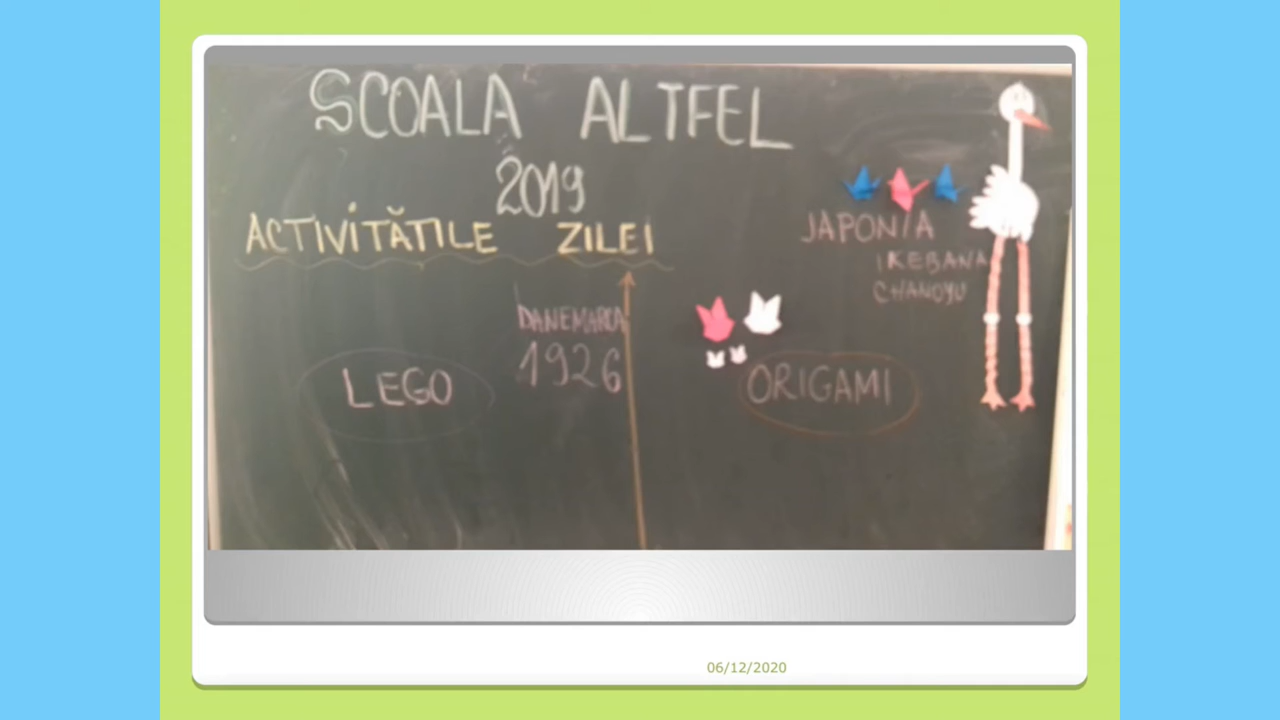 SCOALA ALTFEL
2019
ACTIVITĂTILE ZILEI
DANEMARCA
1926
LEGO
JAPONIA
IKEBANA
CHANOYU
ORIGAMI
06/12/2020